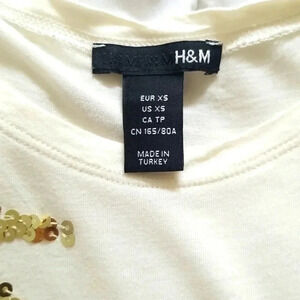 H&M
EUR XS
US XS
CA TP
CN 165/80A
MADE IN
TURKEY